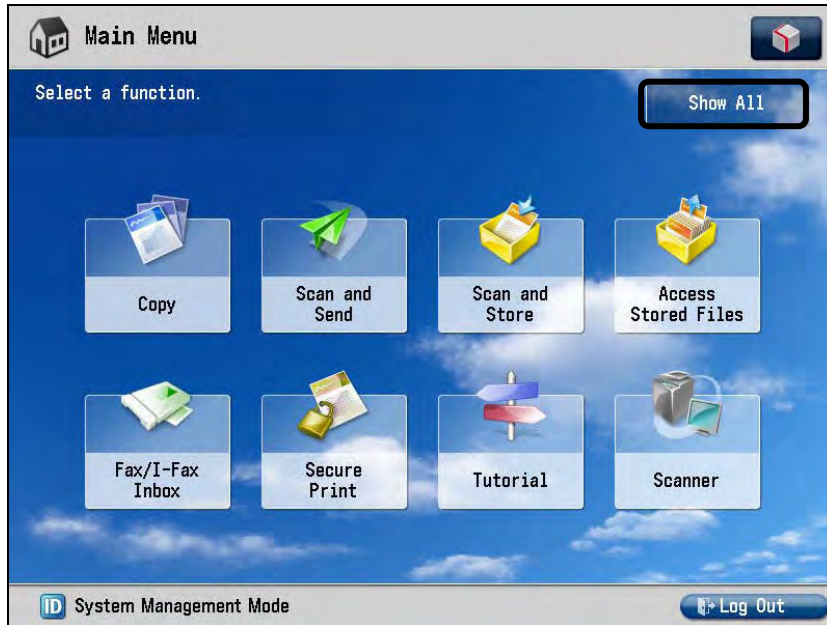 Main Menu
Select a function.
Show All
Copy
Scan and
Send
Scan and
Store
Access
Stored Files
Fax/I-Fax
Inbox
Secure
Print
Tutorial
Scanner
ID System Management Mode
Log Out